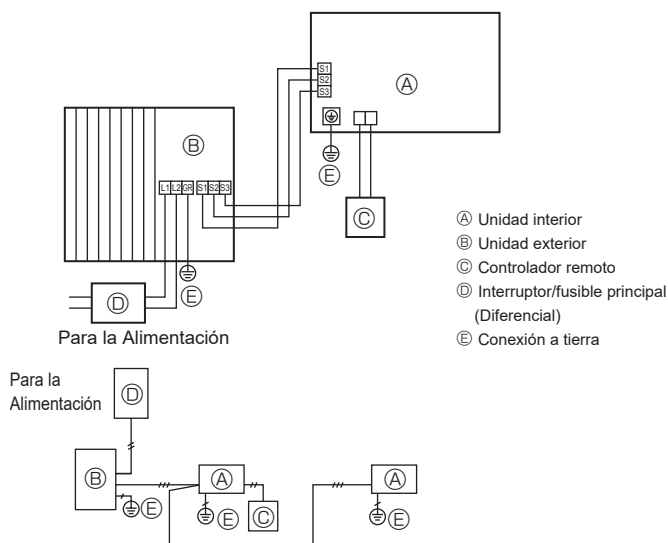 S1
S2
S3
Ⓐ
Ⓔ
Ⓑ
L1 L2 GR S1 S2 S3
Ⓒ
Ⓔ
Ⓓ
Para la Alimentación
Ⓐ Unidad interior
Ⓑ Unidad exterior
Ⓒ Controlador remoto
Ⓓ Interruptor/fusible principal
(Diferencial)
Ⓔ Conexión a tierra
Para la
Alimentación
Ⓓ
Ⓑ
Ⓔ
Ⓐ
Ⓔ
Ⓒ
Ⓐ
Ⓔ